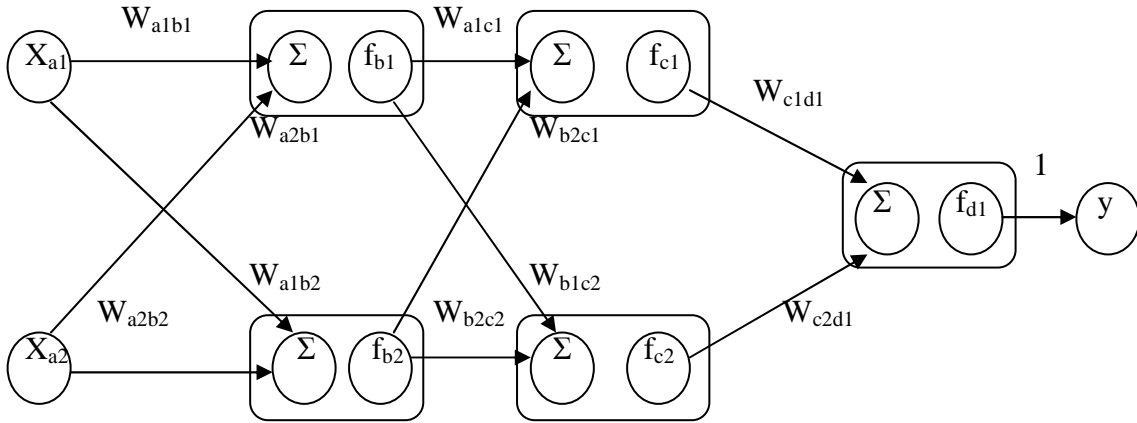 W_a1b1
W_a1c1
X_a1
Σ
f_b1
Σ
f_c1
W_c1d1
W_a2b1
W_b2c1
1
Σ
f_d1
y
W_a1b2
W_b1c2
W_a2b2
W_b2c2
W_c2d1
X_a2
Σ
f_b2
Σ
f_c2